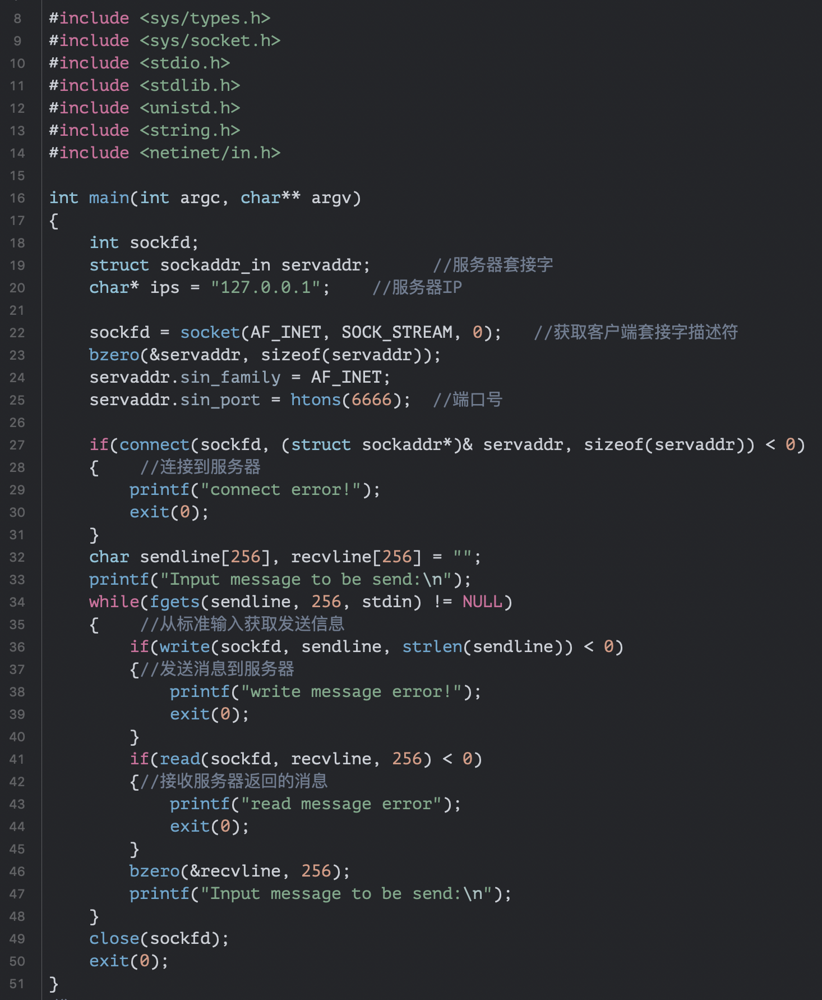 8 #include <sys/types.h>
9 #include <sys/socket.h>
10 #include <stdio.h>
11 #include <stdlib.h>
12 #include <unistd.h>
13 #include <string.h>
14 #include <netinet/in.h>
15
16 int main(int argc, char** argv)
17 {
18     int sockfd;
19     struct sockaddr_in servaddr;      //服务器套接字
20     char* ips = "127.0.0.1";    //服务器IP
21
22     sockfd = socket(AF_INET, SOCK_STREAM, 0);   //获取客户端套接字描述符
23     bzero(&servaddr, sizeof(servaddr));
24     servaddr.sin_family = AF_INET;
25     servaddr.sin_port = htons(6666);  //端口号
26
27     if(connect(sockfd, (struct sockaddr*)& servaddr, sizeof(servaddr)) < 0)
28     {    //连接到服务器
29         printf("connect error!");
30         exit(0);
31     }
32     char sendline[256], recvline[256] = "";
33     printf("Input message to be send:\n");
34     while(fgets(sendline, 256, stdin) != NULL)
35     {    //从标准输入获取发送信息
36         if(write(sockfd, sendline, strlen(sendline)) < 0)
37         {//发送消息到服务器
38             printf("write message error!");
39             exit(0);
40         }
41         if(read(sockfd, recvline, 256) < 0)
42         {//接收服务器返回的消息
43             printf("read message error");
44             exit(0);
45         }
46         bzero(&recvline, 256);
47         printf("Input message to be send:\n");
48     }
49     close(sockfd);
50     exit(0);
51 }